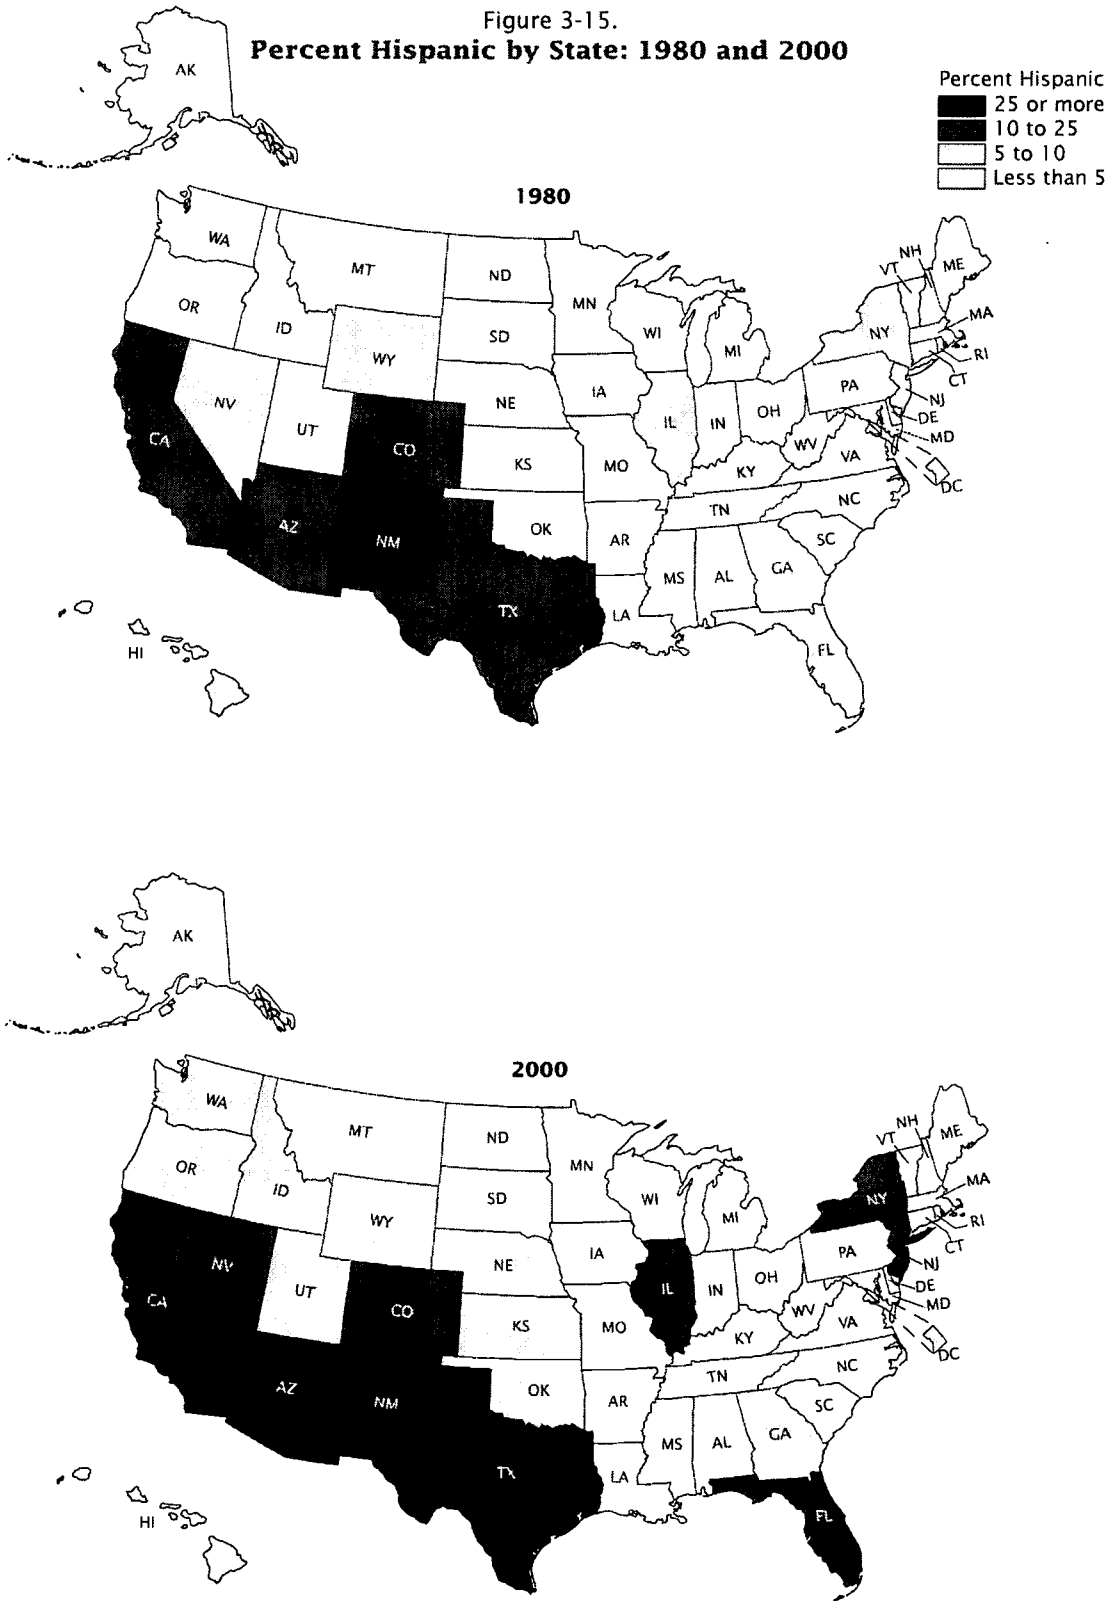 Figure 3-15.
Percent Hispanic by State: 1980 and 2000
Percent Hispanic
25 or more
10 to 25
5 to 10
Less than 5
AK
1980
WA
MT
ND
MN
VT
NH
ME
OR
ID
SD
WI
MI
NY
MA
RI
CT
WY
NE
IA
PA
NJ
NV
UT
CO
IL
IN
OH
DE
MD
CA
KS
MO
WV
VA
KY
DC
AZ
NM
OK
AR
TN
NC
SC
MS
AL
GA
TX
LA
HI
FL
AK
2000
WA
MT
ND
MN
VT
NH
ME
OR
ID
SD
WI
MI
NY
MA
RI
CT
WY
NE
IA
PA
NJ
NV
UT
CO
IL
IN
OH
DE
MD
CA
KS
MO
WV
VA
KY
DC
AZ
NM
OK
AR
TN
NC
SC
MS
AL
GA
TX
LA
HI
FL